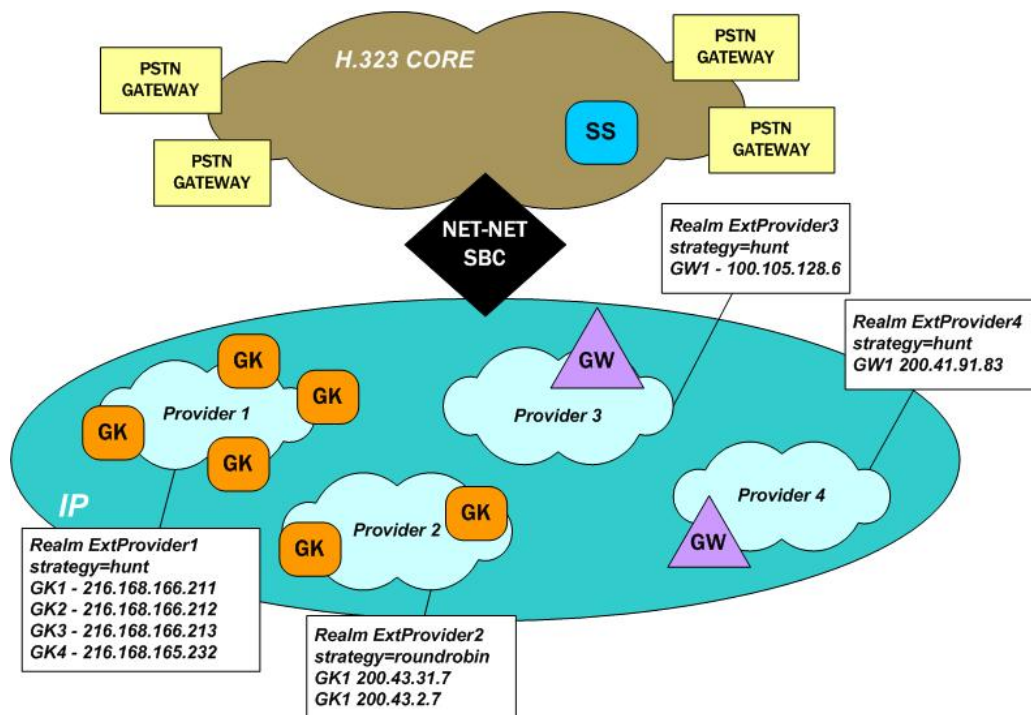 H.323 CORE
PSTN
GATEWAY
PSTN
GATEWAY
PSTN
GATEWAY
PSTN
GATEWAY
SS
NET-NET
SBC
Realm ExtProvider3
strategy=hunt
GW1 - 100.105.128.6
Realm ExtProvider4
strategy=hunt
GW1 200.41.91.83
GK
GK
GK
GK
Provider 1
GW
Provider 3
GK
GK
Provider 2
Provider 4
GW
IP
Realm ExtProvider1
strategy=hunt
GK1 - 216.168.166.211
GK2 - 216.168.166.212
GK3 - 216.168.166.213
GK4 - 216.168.165.232
Realm ExtProvider2
strategy=roundrobin
GK1 200.43.31.7
GK1 200.43.2.7